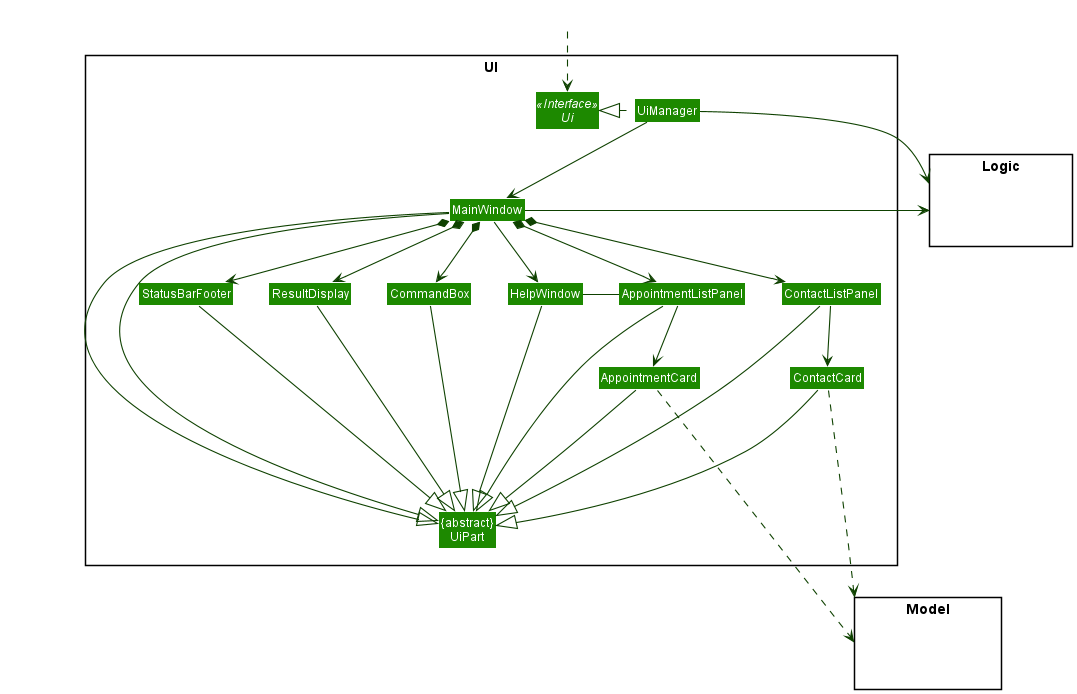 UI
«Interface»
Ui
UiManager
Logic
MainWindow
StatusBarFooter
ResultDisplay
CommandBox
HelpWindow
AppointmentListPanel
ContactListPanel
AppointmentCard
ContactCard
{abstract}
UiPart
Model